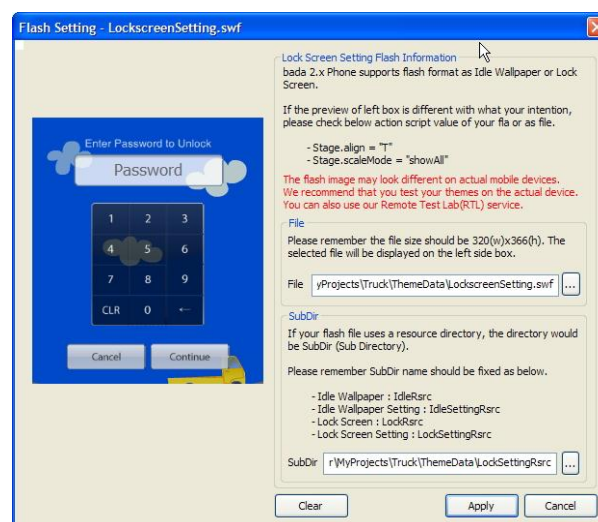 Flash Setting - LockscreenSetting.swf
Enter Password to Unlock
Password
1 2 3
4 5 6
7 8 9
CLR 0 ←
Cancel Continue
Lock Screen Setting Flash Information
bada 2.x Phone supports flash format as Idle Wallpaper or Lock
Screen.
If the preview of left box is different with what your intention,
please check below action script value of your fla or as file.
- Stage.align = "T"
- Stage.scaleMode = "showAll"
The flash image may look different on actual mobile devices.
We recommend that you test your themes on the actual device.
You can also use our Remote Test Lab(RTL) service.
File
Please remember the file size should be 320(w)x366(h). The
selected file will be displayed on the left side box.
File yProjects\Truck\ThemeData\LockscreenSetting.swf ...
SubDir
If your flash file uses a resource directory, the directory would
be SubDir (Sub Directory).
Please remember SubDir name should be fixed as below.
- Idle Wallpaper : IdleRsrc
- Idle Wallpaper Setting : IdleSettingRsrc
- Lock Screen : LockRsrc
- Lock Screen Setting : LockSettingRsrc
SubDir r\MyProjects\Truck\ThemeData\LockSettingRsrc ...
Clear Apply Cancel